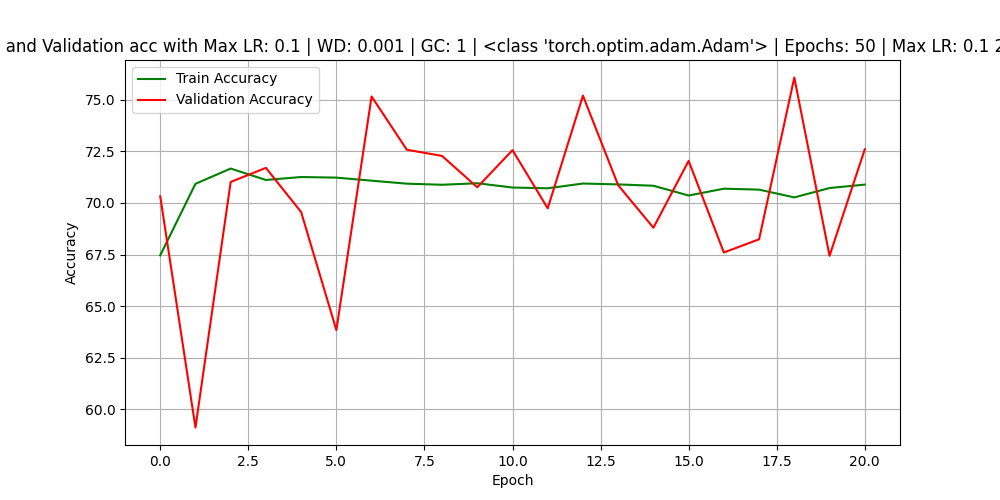 and Validation acc with Max LR: 0.1 | WD: 0.001 | GC: 1 | <class 'torch.optim.adam.Adam'> | Epochs: 50 | Max LR: 0.1 2
Train Accuracy
Validation Accuracy
75.0
72.5
70.0
67.5
65.0
62.5
60.0
Accuracy
0.0 2.5 5.0 7.5 10.0 12.5 15.0 17.5 20.0
Epoch